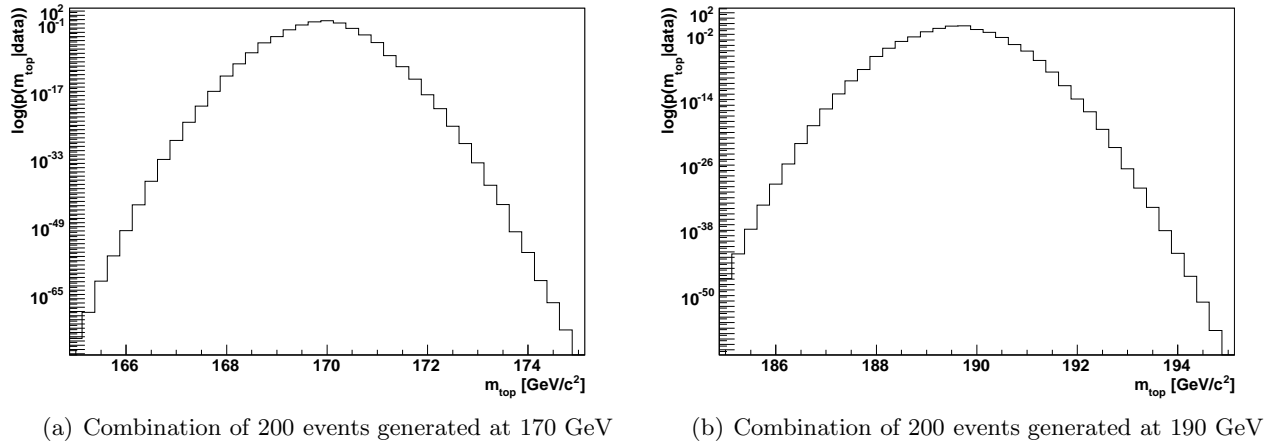 log(p(m_top|data))
10^2
10^-1
10^-17
10^-33
10^-49
10^-65
166 168 170 172 174
m_top [GeV/c^2]
(a) Combination of 200 events generated at 170 GeV
log(p(m_top|data))
10^2
10^-2
10^-14
10^-26
10^-38
10^-50
186 188 190 192 194
m_top [GeV/c^2]
(b) Combination of 200 events generated at 190 GeV